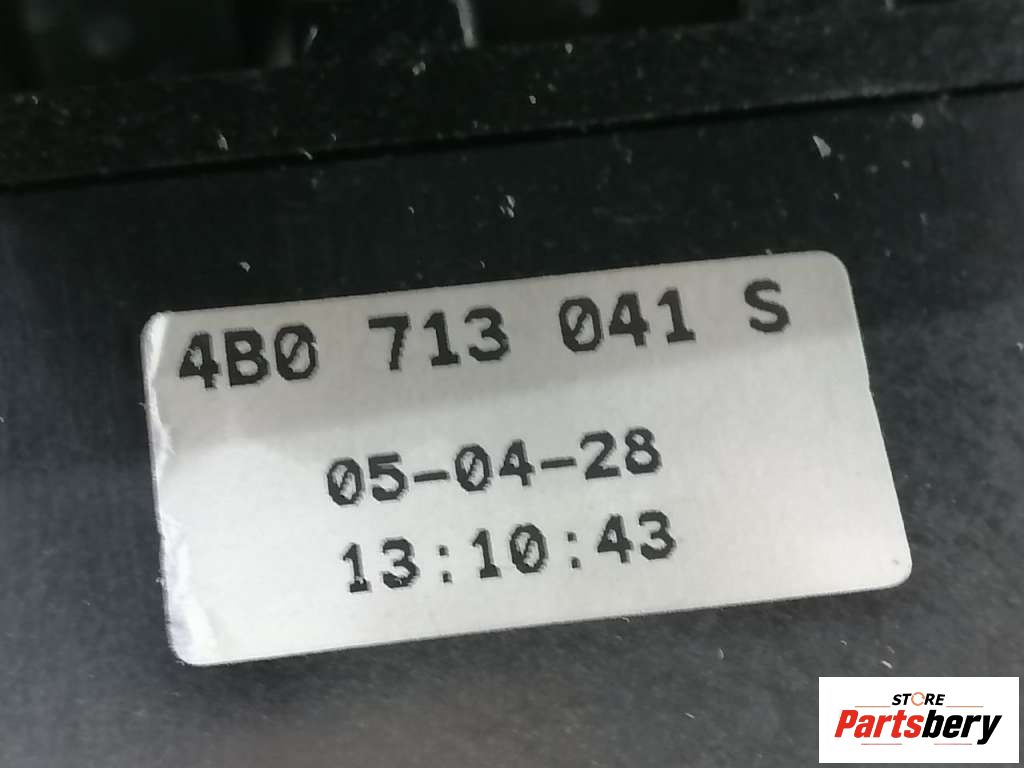 4B0 713 041 S
05-04-28
13:10:43
STORE
Partsbery